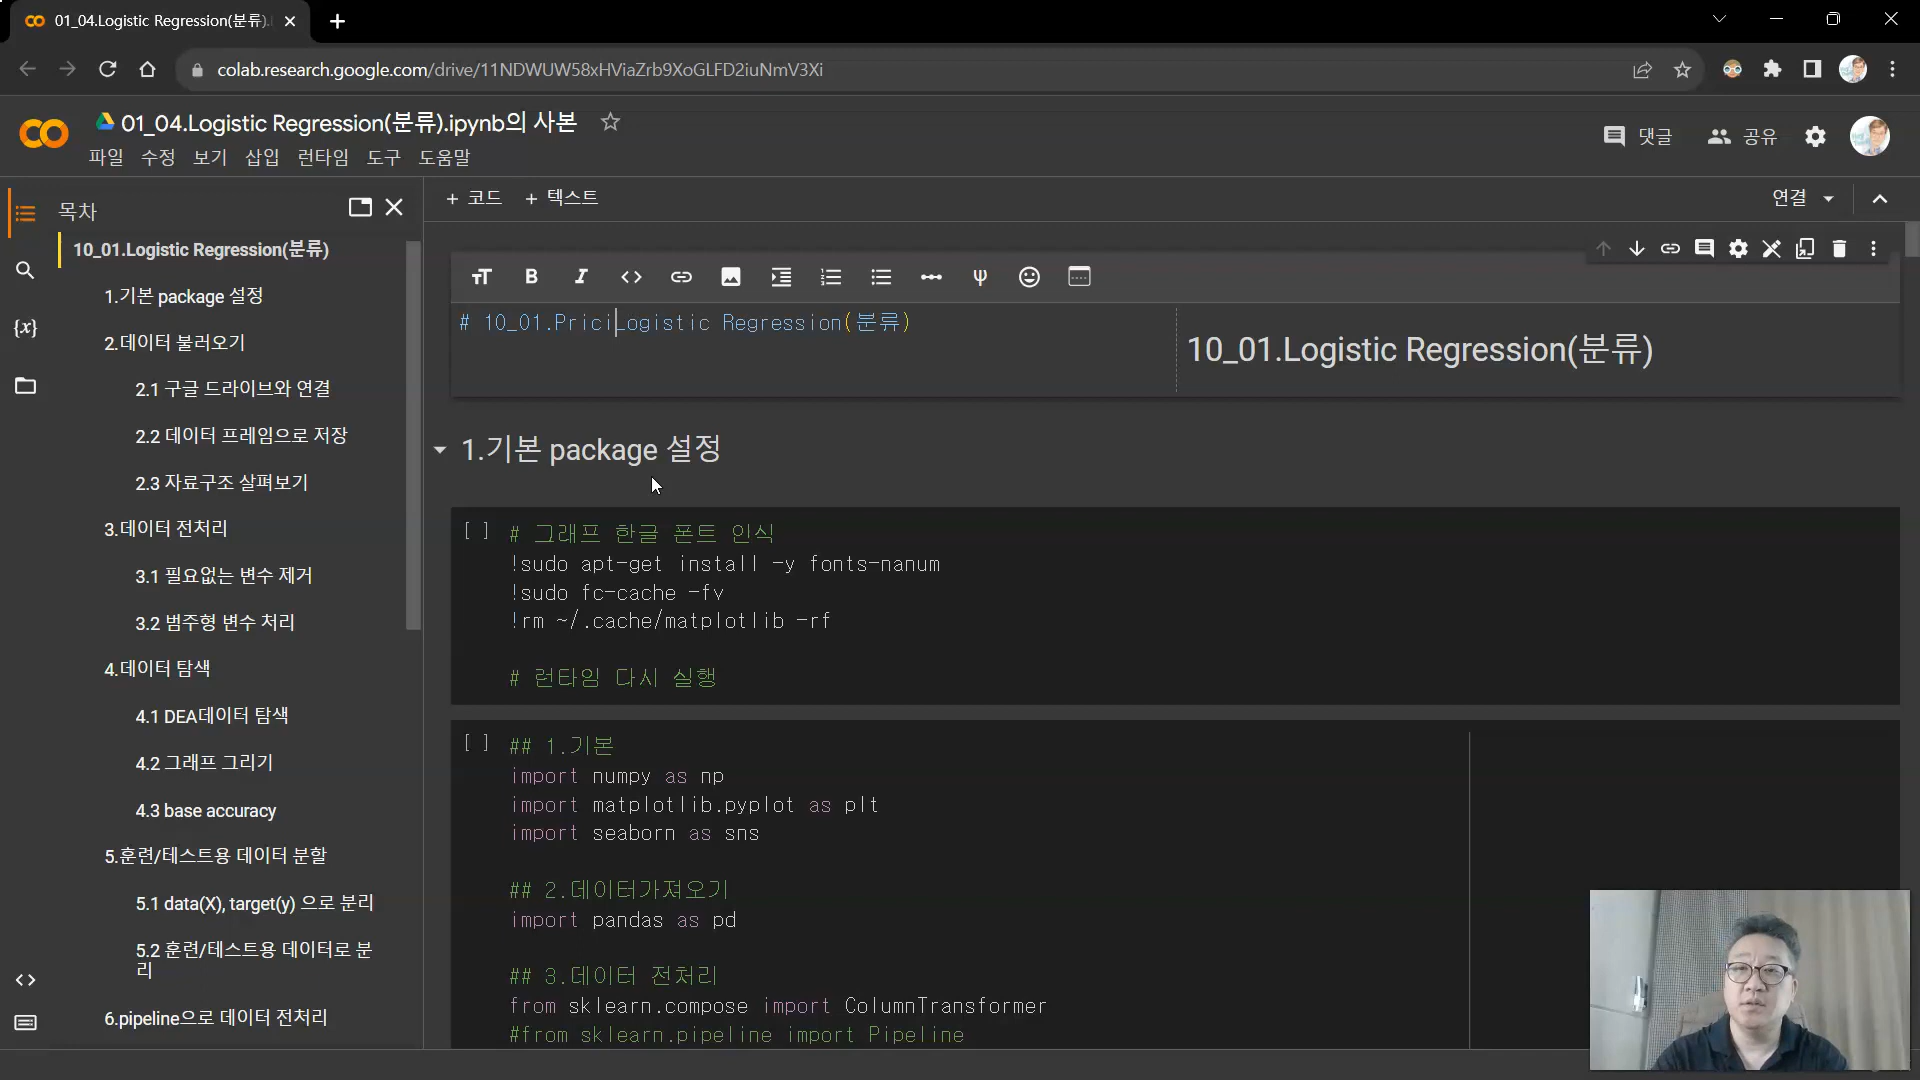 01_04.Logistic Regression(분류).
colab.research.google.com/drive/11NDWUW58xHViaZrb9XoGLFD2iuNmV3Xi
01_04.Logistic Regression(분류).ipynb의 사본
파일 수정 보기 삽입 런타임 도구 도움말
댓글 공유
목차
+ 코드 + 텍스트
연결
10_01.Logistic Regression(분류)
1.기본 package 설정
2.데이터 불러오기
2.1 구글 드라이브와 연결
2.2 데이터 프레임으로 저장
2.3 자료구조 살펴보기
3.데이터 전처리
3.1 필요없는 변수 제거
3.2 범주형 변수 처리
4.데이터 탐색
4.1 DEA데이터 탐색
4.2 그래프 그리기
4.3 base accuracy
5.훈련/테스트용 데이터 분할
5.1 data(X), target(y) 으로 분리
5.2 훈련/테스트용 데이터로 분
리
6.pipeline으로 데이터 전처리
# 10_01.PriciLogistic Regression(분류)
10_01.Logistic Regression(분류)
1.기본 package 설정
[ ] # 그래프 한글 폰트 인식
!sudo apt-get install -y fonts-nanum
!sudo fc-cache -fv
!rm ~/.cache/matplotlib -rf
# 런타임 다시 실행
[ ] ## 1.기본
import numpy as np
import matplotlib.pyplot as plt
import seaborn as sns
## 2.데이터가져오기
import pandas as pd
## 3.데이터 전처리
from sklearn.compose import ColumnTransformer
#from sklearn.pipeline import Pipeline